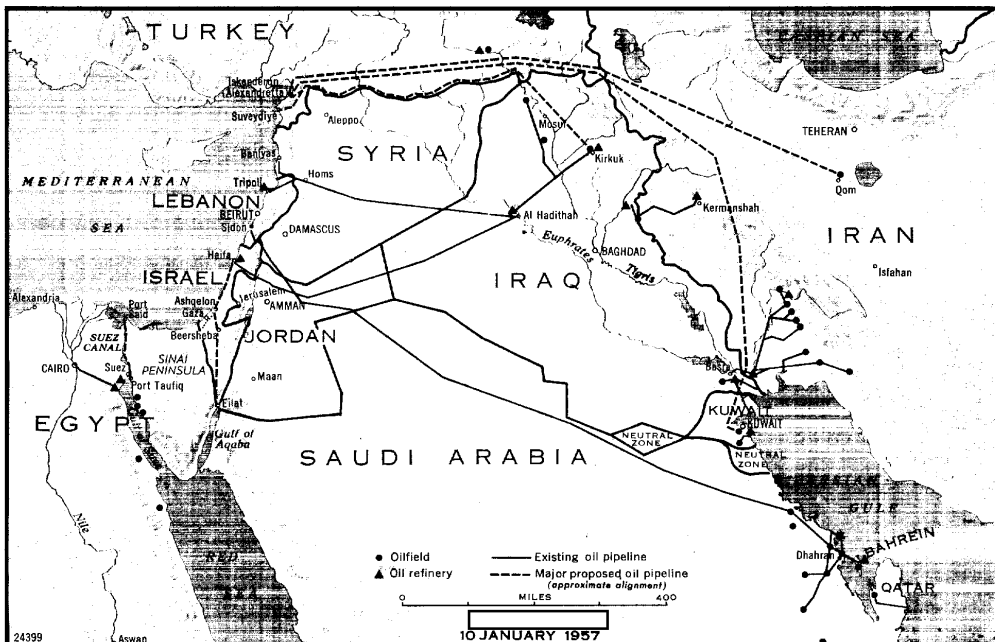 TURKEY
CASPIAN SEA
Iskenderon
(Alexandretta)
Suveydiye
Aleppo
Mosul
TEHERAN
SYRIA
Kirkuk
Baniyas
Homs
Qom
MEDITERRANEAN
Tripoli
LEBANON
Kermanshah
BEIRUT
Al Hadithah
SEA
Sidon
DAMASCUS
IRAN
Euphrates
BAGHDAD
Haifa
Isfahan
ISRAEL
Tigris
IRAQ
Alexandria
Port
Said
Ashqelon
Jerusalem
Gaza
AMMAN
SUEZ
CANAL
Beersheba
JORDAN
SINAI
PENINSULA
CAIRO
Suez
Basra
Port Taufiq
Maan
EGYPT
Eilat
KUWAIT
KUWAIT
Gulf of
Aqaba
NEUTRAL
ZONE
NEUTRAL
ZONE
SAUDI ARABIA
PERSIAN
GULF
Nile
RED
SEA
Dhahran
BAHREIN
QATAR
Oilfield
Existing oil pipeline
Oil refinery
Major proposed oil pipeline
(approximate alignment)
0 MILES 400
24399
Aswan
10 JANUARY 1957